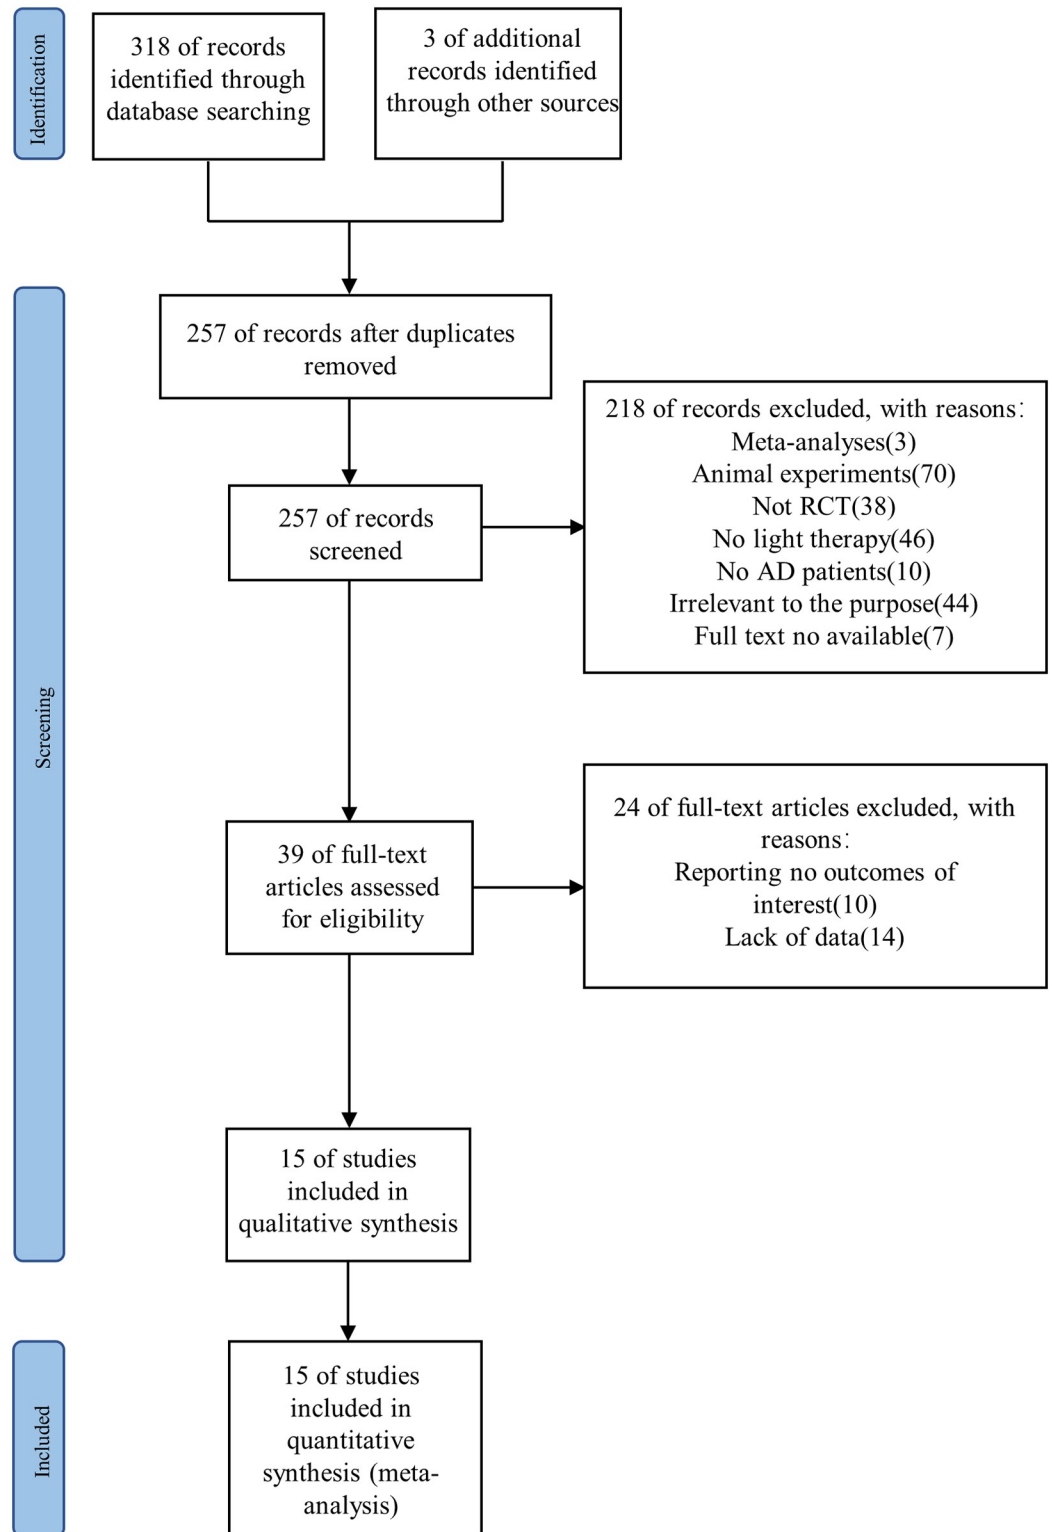 Identification
318 of records
identified through
database searching
3 of additional
records identified
through other sources
Screening
257 of records after duplicates
removed
257 of records
screened
218 of records excluded, with reasons：
Meta-analyses(3)
Animal experiments(70)
Not RCT(38)
No light therapy(46)
No AD patients(10)
Irrelevant to the purpose(44)
Full text no available(7)
39 of full-text
articles assessed
for eligibility
24 of full-text articles excluded, with
reasons：
Reporting no outcomes of
interest(10)
Lack of data(14)
15 of studies
included in
qualitative synthesis
Included
15 of studies
included in
quantitative
synthesis (meta-
analysis)